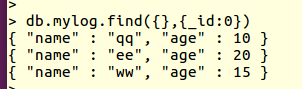 >
> db.mylog.find({},{_id:0})
{ "name" : "qq", "age" : 10 }
{ "name" : "ee", "age" : 20 }
{ "name" : "ww", "age" : 15 }
>